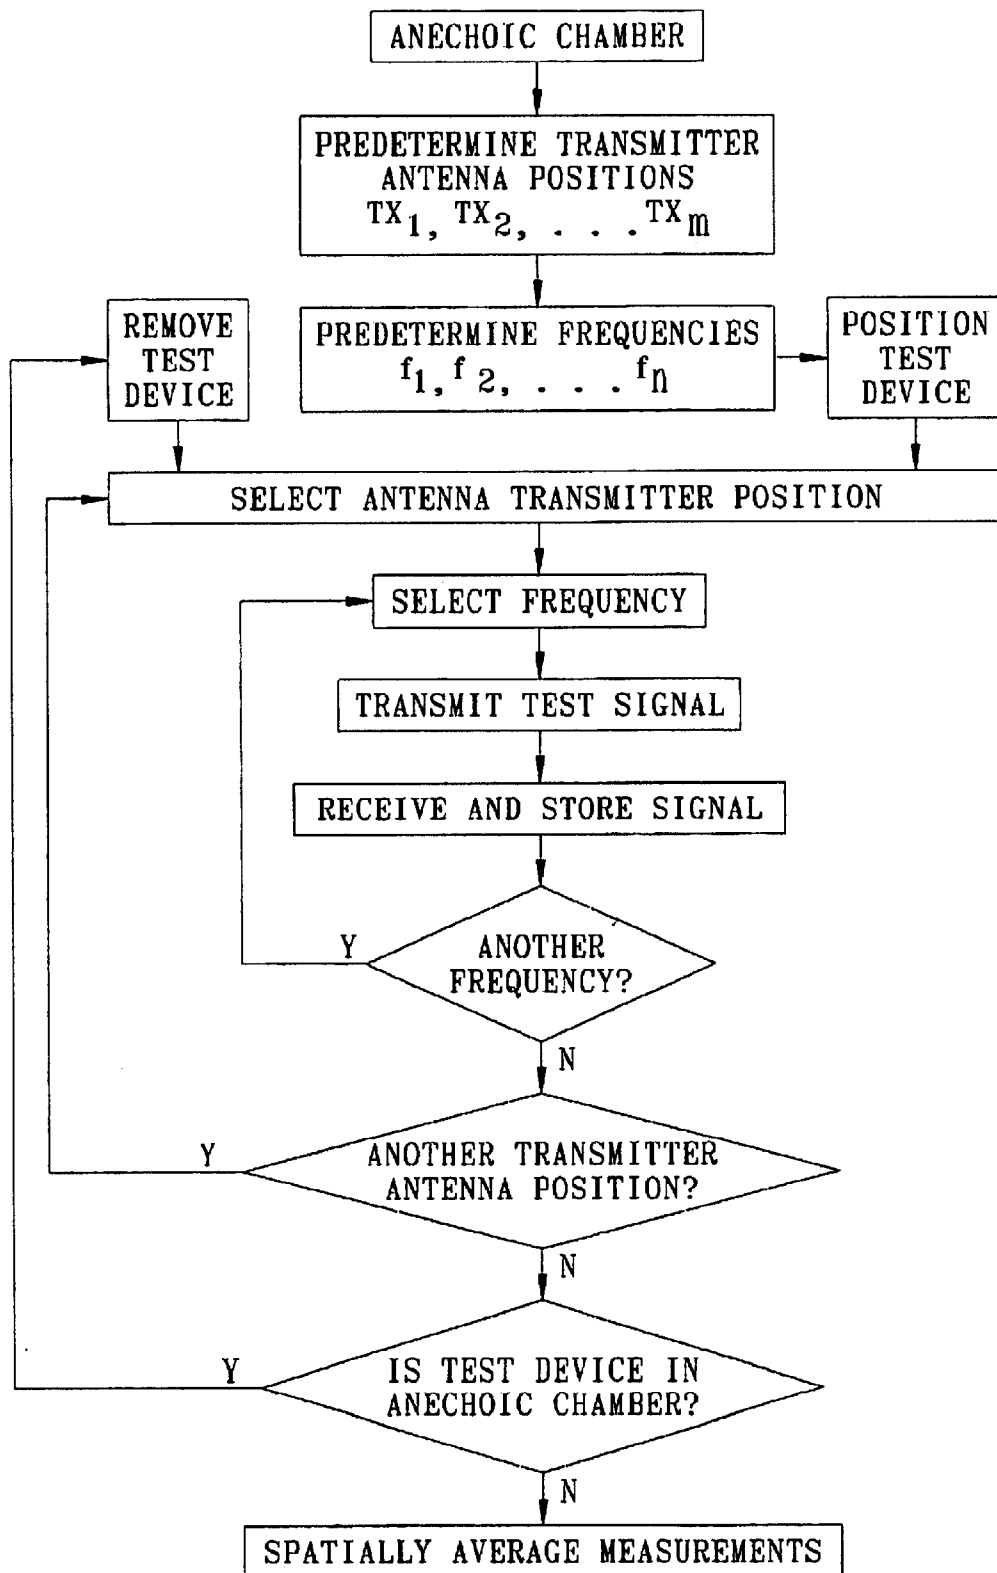 ANECHOIC CHAMBER
PREDETERMINE TRANSMITTER
ANTENNA POSITIONS
TX1, TX2, . . . TXm
REMOVE
TEST
DEVICE
PREDETERMINE FREQUENCIES
f1, f2, . . . fn
POSITION
TEST
DEVICE
SELECT ANTENNA TRANSMITTER POSITION
SELECT FREQUENCY
TRANSMIT TEST SIGNAL
RECEIVE AND STORE SIGNAL
Y
ANOTHER
FREQUENCY?
N
Y
ANOTHER TRANSMITTER
ANTENNA POSITION?
N
Y
IS TEST DEVICE IN
ANECHOIC CHAMBER?
N
SPATIALLY AVERAGE MEASUREMENTS